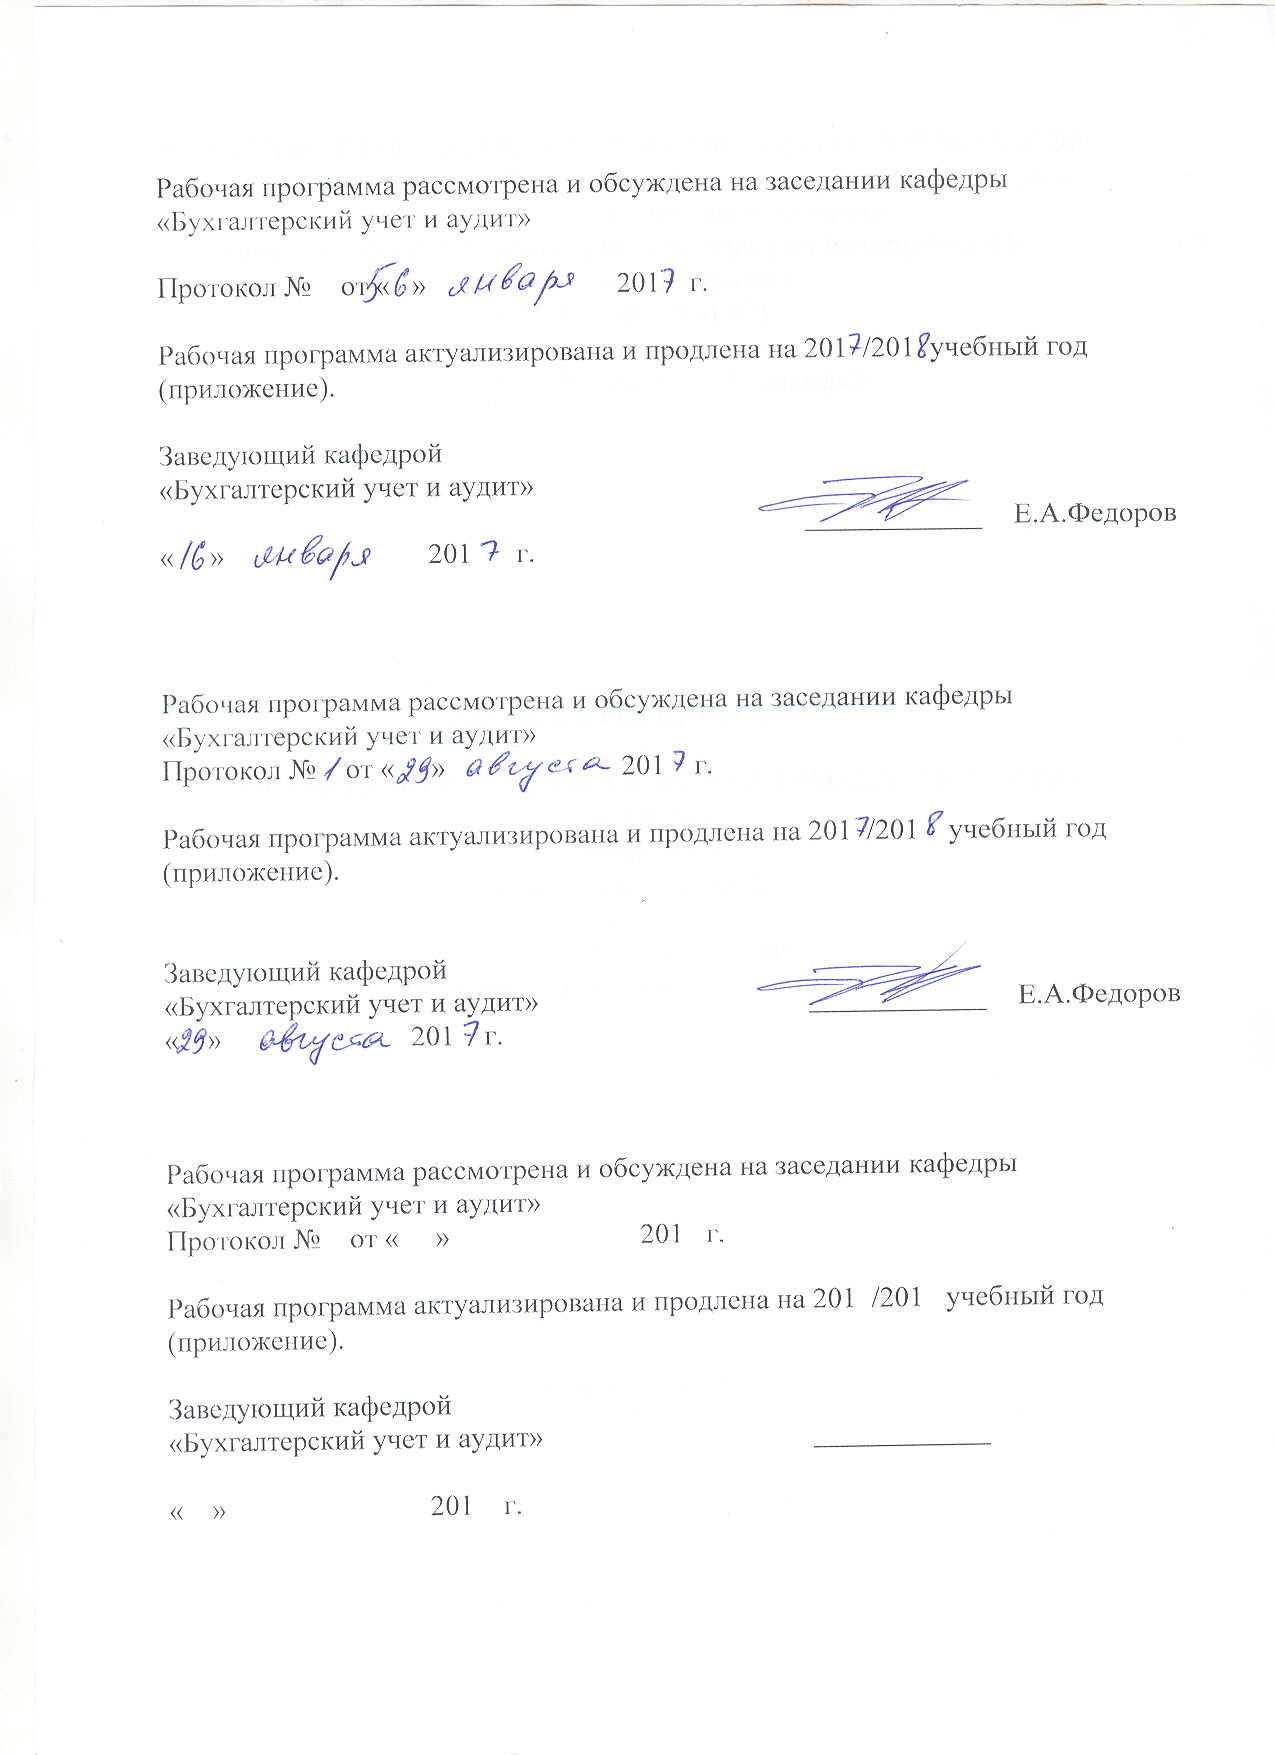 Рабочая программа рассмотрена и обсуждена на заседании кафедры
«Бухгалтерский учет и аудит»
Протокол № от «6» января 2017 г.
Рабочая программа актуализирована и продлена на 2017/2018 учебный год
(приложение).
Заведующий кафедрой
«Бухгалтерский учет и аудит»
Е.А.Федоров
«16» января 2017 г.
Рабочая программа рассмотрена и обсуждена на заседании кафедры
«Бухгалтерский учет и аудит»
Протокол № 1 от «29» августа 2017 г.
Рабочая программа актуализирована и продлена на 2017/2018 учебный год
(приложение).
Заведующий кафедрой
«Бухгалтерский учет и аудит»
Е.А.Федоров
«29» августа 2017 г.
Рабочая программа рассмотрена и обсуждена на заседании кафедры
«Бухгалтерский учет и аудит»
Протокол № от « » 201 г.
Рабочая программа актуализирована и продлена на 201 /201 учебный год
(приложение).
Заведующий кафедрой
«Бухгалтерский учет и аудит»
« » 201 г.